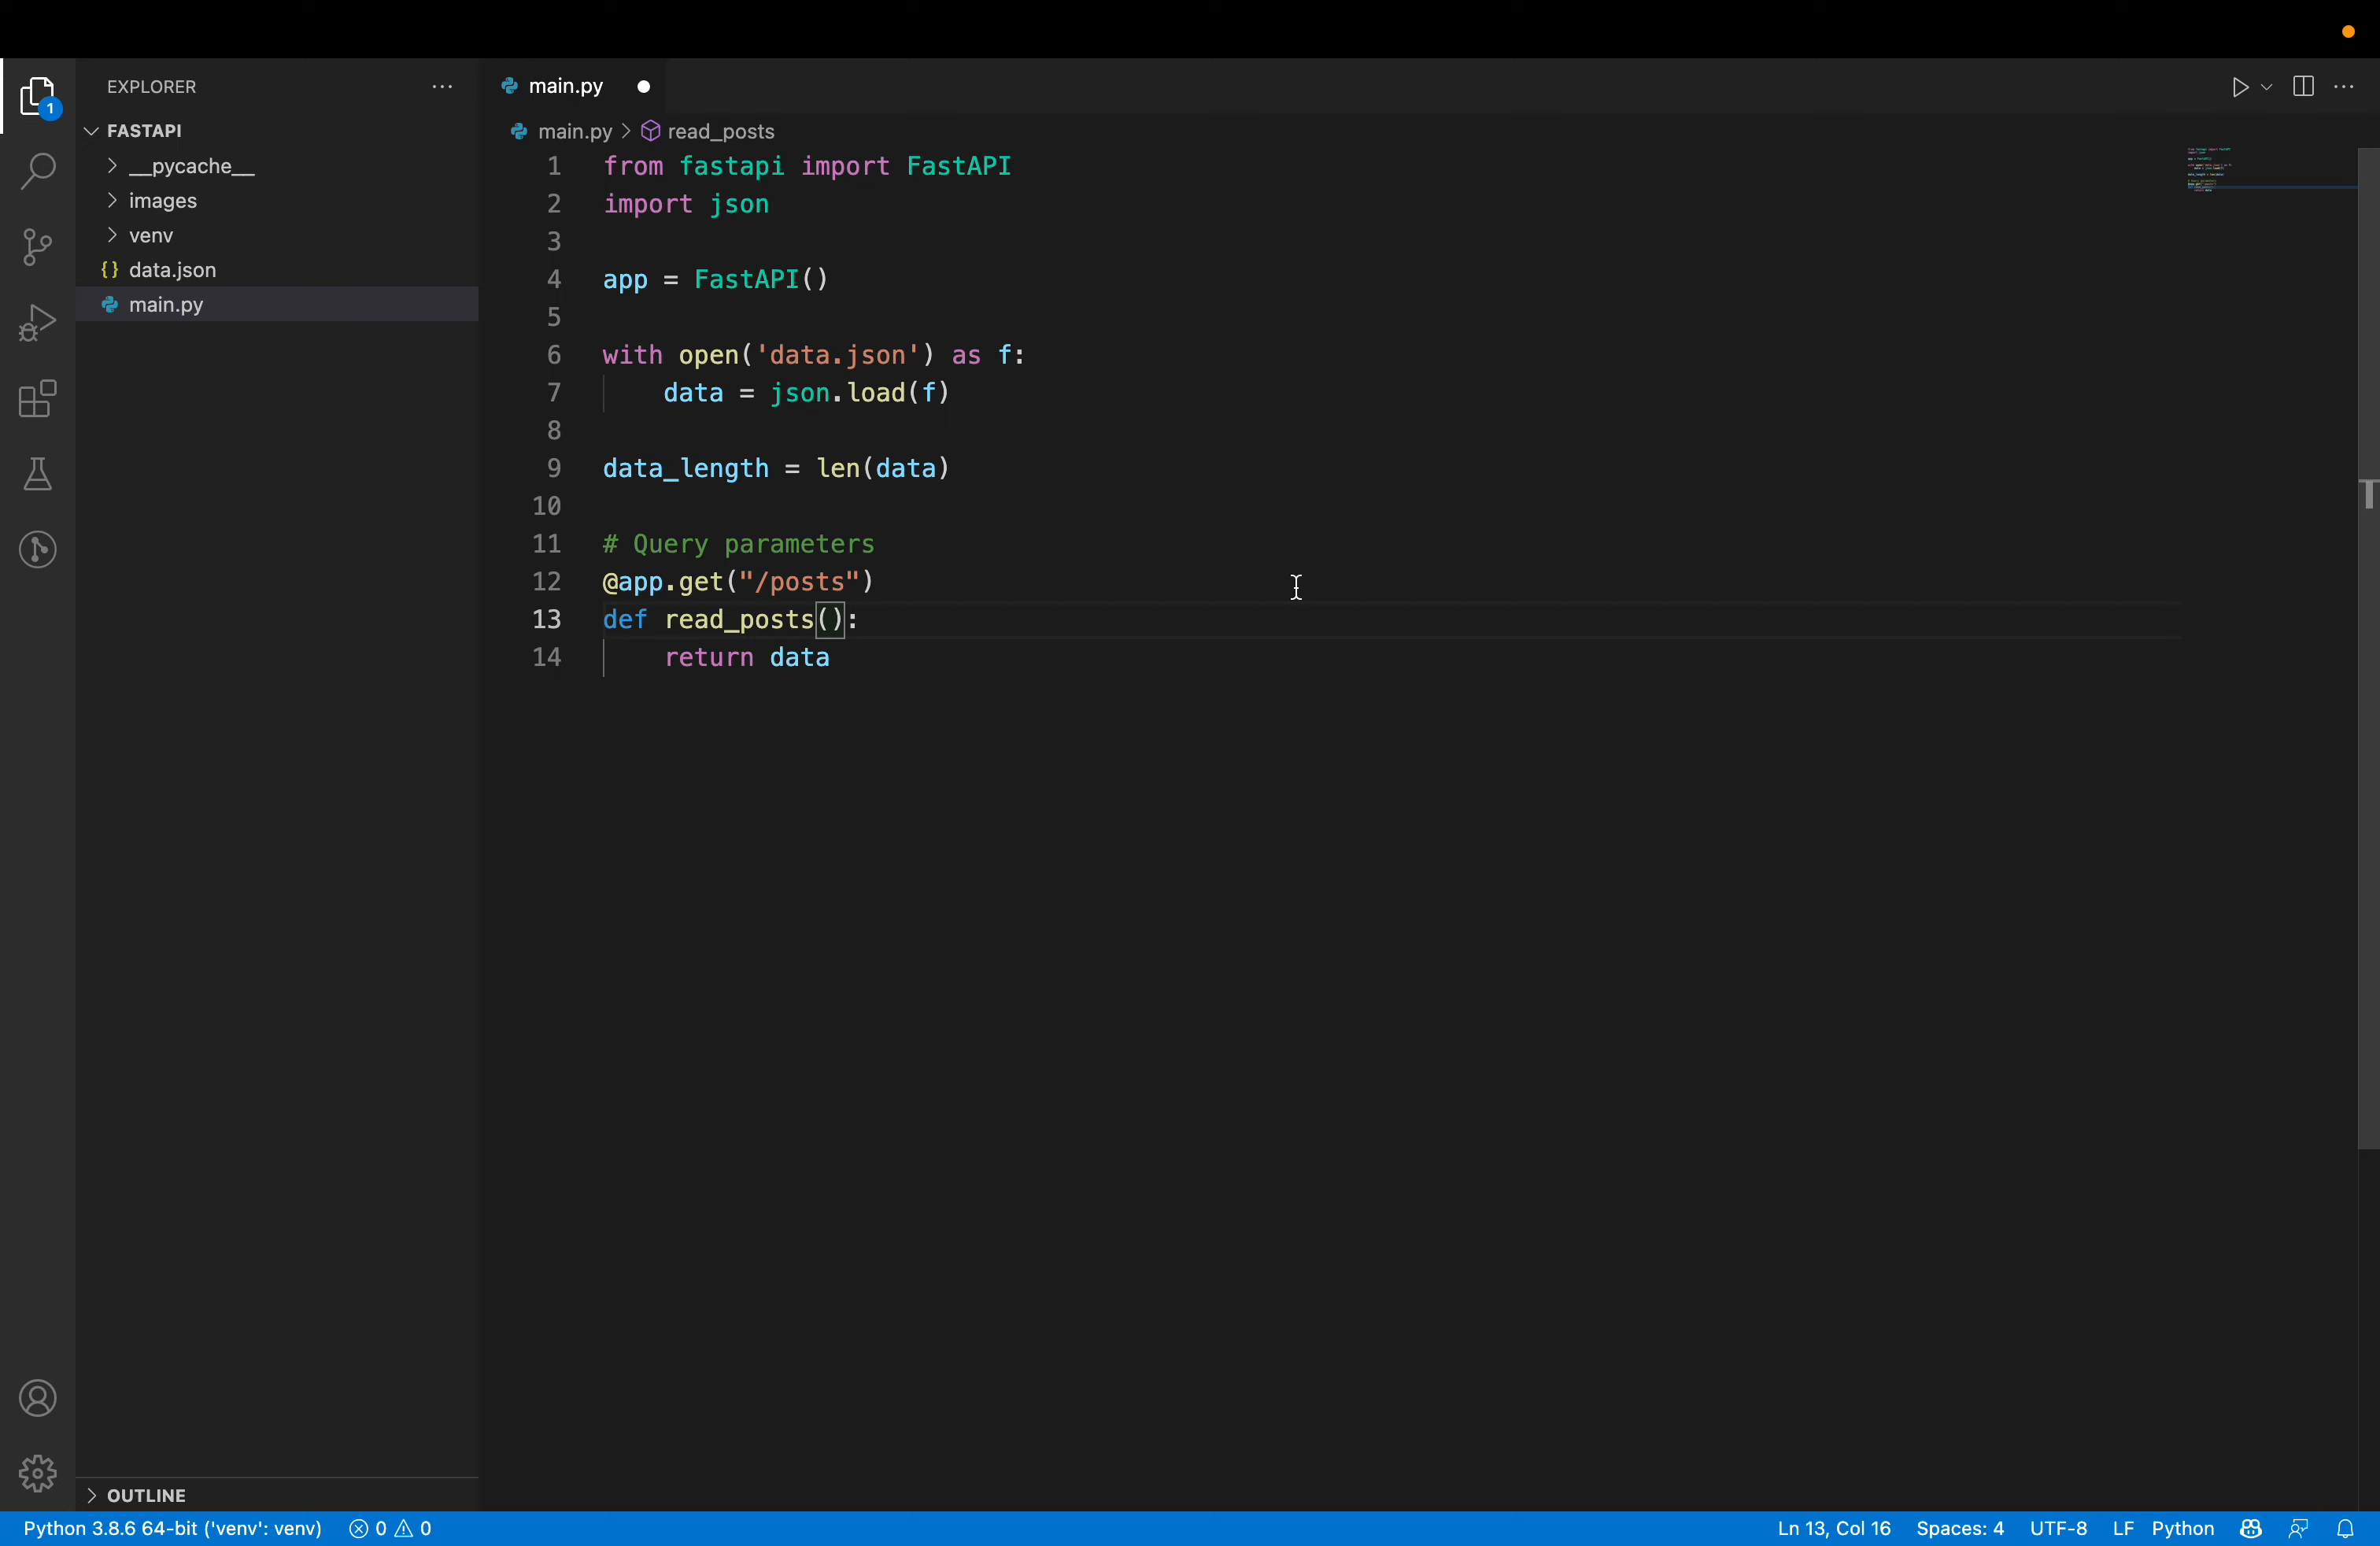 EXPLORER
1
FASTAPI
__pycache__
images
venv
{} data.json
main.py
OUTLINE
main.py
main.py > read_posts
1 from fastapi import FastAPI
2 import json
3
4 app = FastAPI()
5
6 with open('data.json') as f:
7 data = json.load(f)
8
9 data_length = len(data)
10
11 # Query parameters
12 @app.get("/posts")
13 def read_posts():
14 return data
Python 3.8.6 64-bit ('venv': venv) 0 0 Ln 13, Col 16 Spaces: 4 UTF-8 LF Python